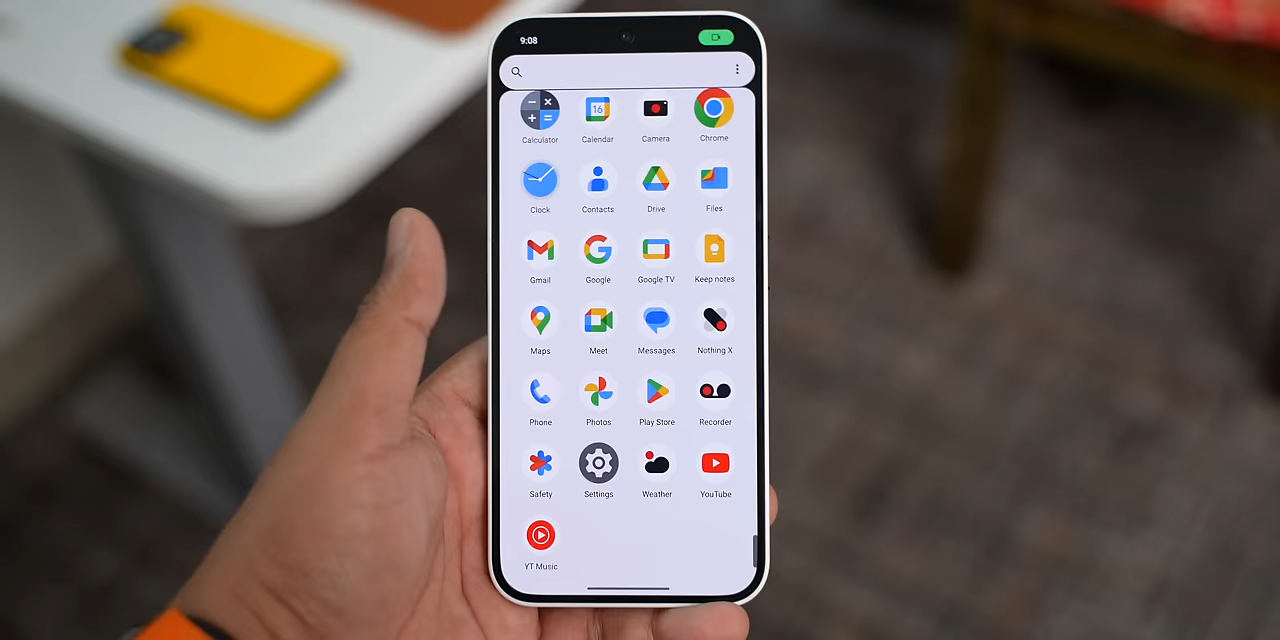 9:08
16
Calculator Calendar Camera Chrome
Clock Contacts Drive Files
Gmail Google Google TV Keep notes
Maps Meet Messages Nothing X
Phone Photos Play Store Recorder
Safety Settings Weather YouTube
YT Music